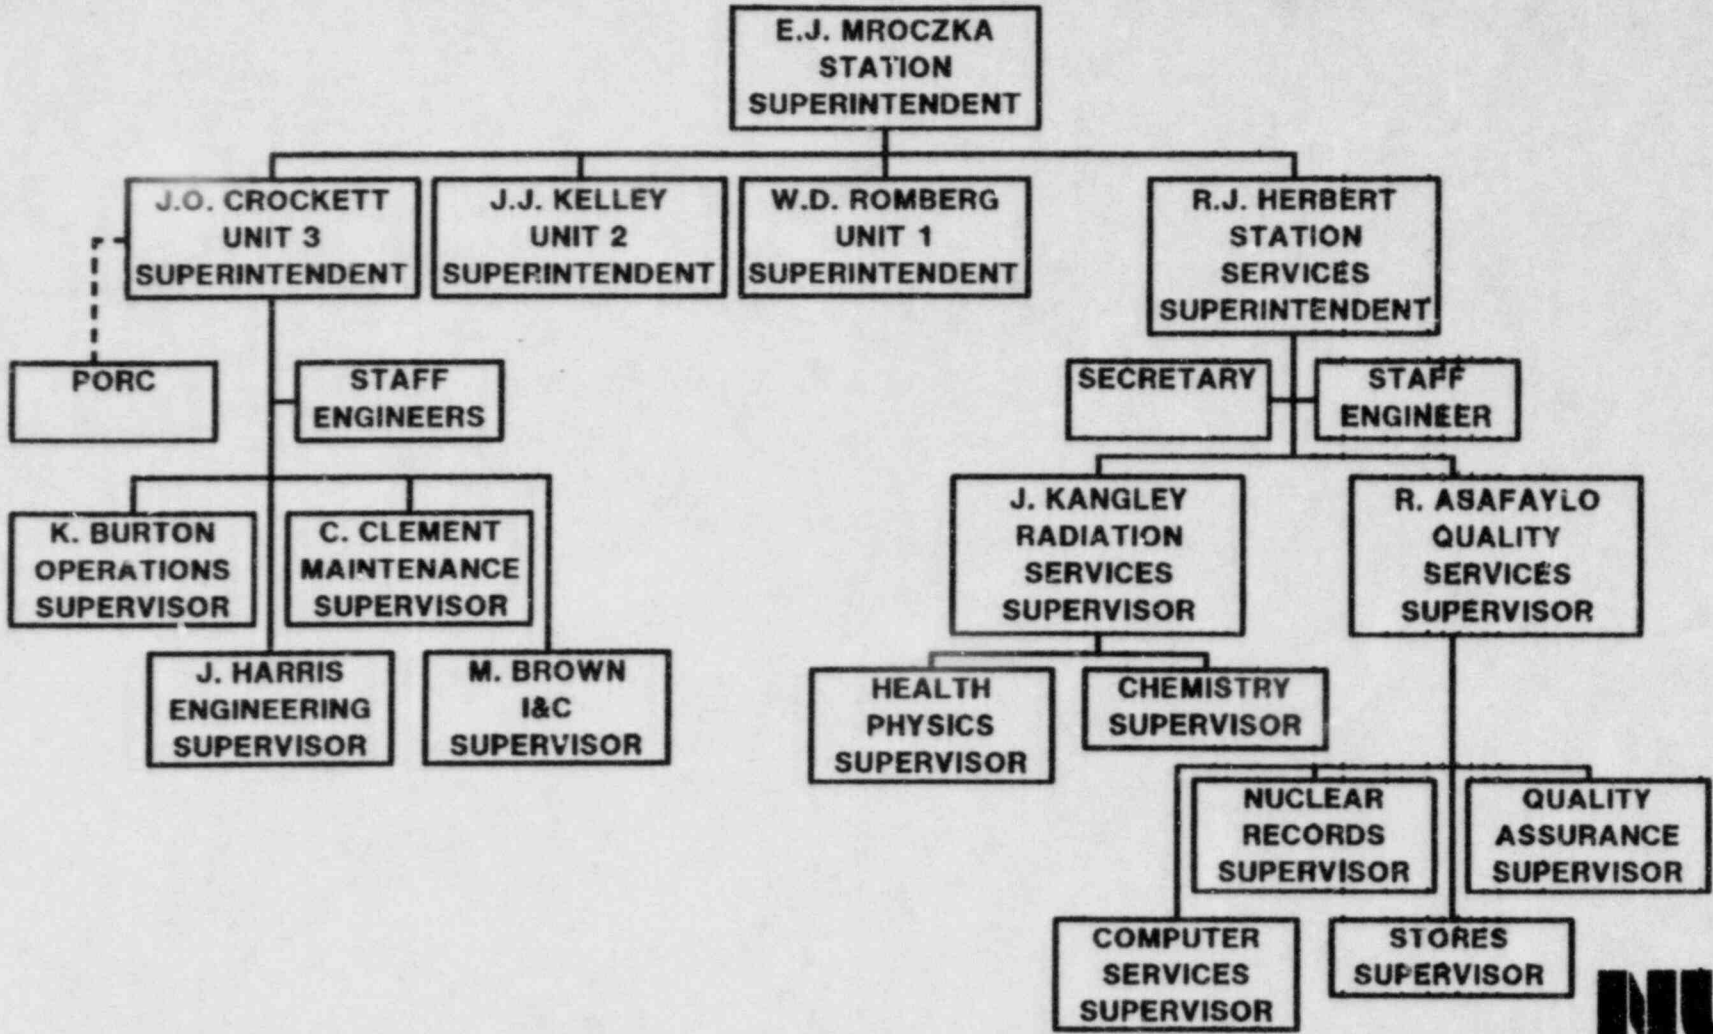 E.J. MROCZKA
STATION
SUPERINTENDENT
J.O. CROCKETT
UNIT 3
SUPERINTENDENT
J.J. KELLEY
UNIT 2
SUPERINTENDENT
W.D. ROMBERG
UNIT 1
SUPERINTENDENT
R.J. HERBERT
STATION
SERVICES
SUPERINTENDENT
PORC
STAFF
ENGINEERS
SECRETARY
STAFF
ENGINEER
K. BURTON
OPERATIONS
SUPERVISOR
C. CLEMENT
MAINTENANCE
SUPERVISOR
J. HARRIS
ENGINEERING
SUPERVISOR
M. BROWN
I&C
SUPERVISOR
J. KANGLEY
RADIATION
SERVICES
SUPERVISOR
R. ASAFAYLO
QUALITY
SERVICES
SUPERVISOR
HEALTH
PHYSICS
SUPERVISOR
CHEMISTRY
SUPERVISOR
NUCLEAR
RECORDS
SUPERVISOR
QUALITY
ASSURANCE
SUPERVISOR
COMPUTER
SERVICES
SUPERVISOR
STORES
SUPERVISOR